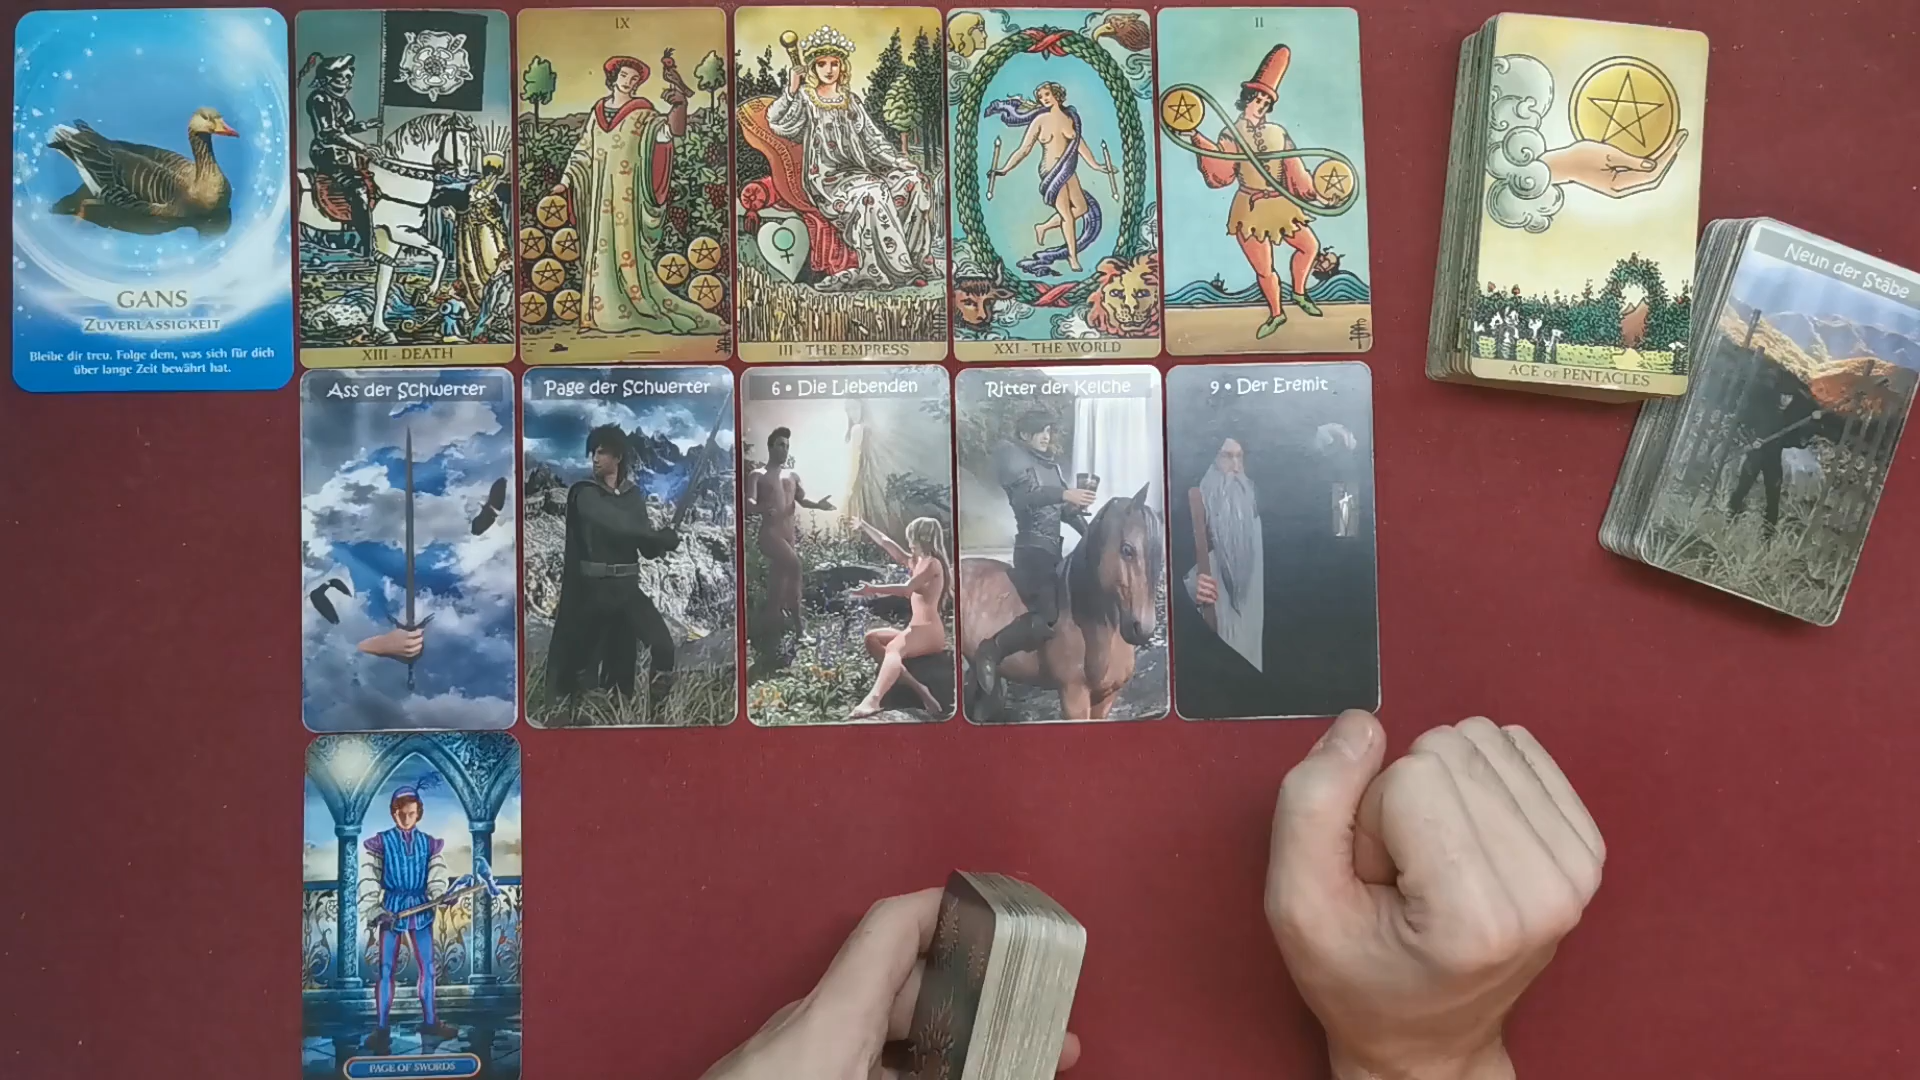 GANS
ZUVERLÄSSIGKEIT
Bleibe dir treu. Folge dem, was sich für dich
über lange Zeit bewährt hat.
XIII - DEATH
IX
III - THE EMPRESS
XXI - THE WORLD
II
ACE OF PENTACLES
Neun der Stäbe
Ass der Schwerter
Page der Schwerter
6 • Die Liebenden
Ritter der Kelche
9 • Der Eremit
PAGE OF SWORDS